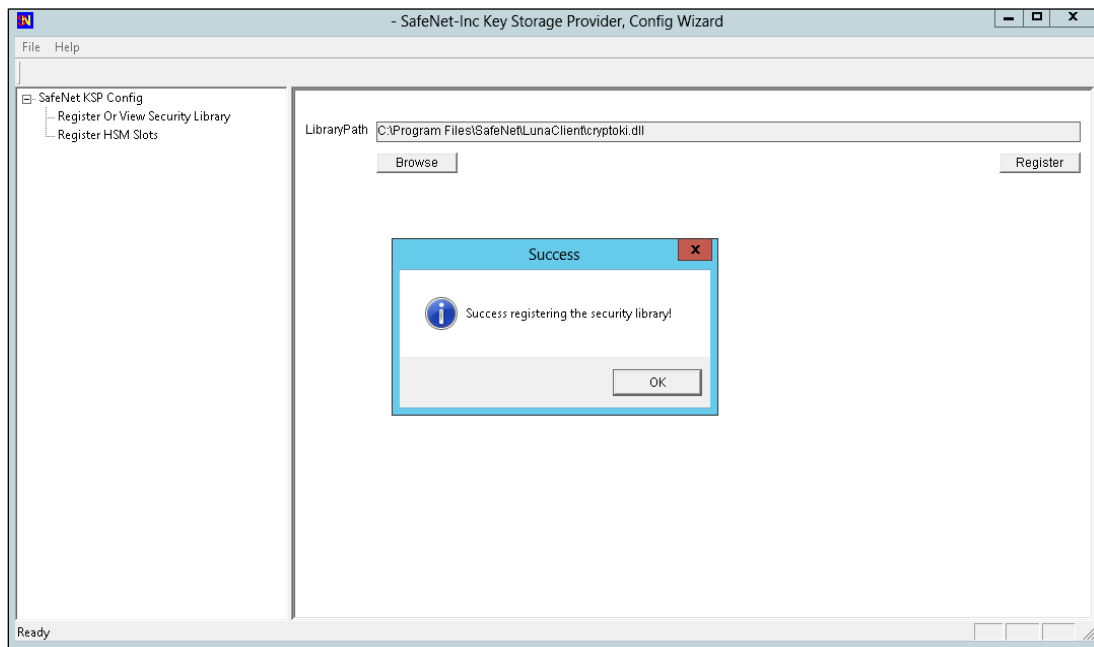 - SafeNet-Inc Key Storage Provider, Config Wizard
File Help
SafeNet KSP Config
Register Or View Security Library
Register HSM Slots
LibraryPath C:\Program Files\SafeNet\LunaClient\cryptoki.dll
Browse Register
Success
Success registering the security library!
OK
Ready